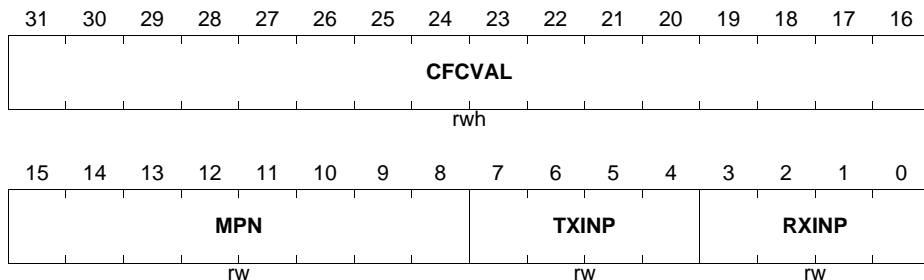 31 30 29 28 27 26 25 24 23 22 21 20 19 18 17 16
CFCVAL
rwh
15 14 13 12 11 10 9 8 7 6 5 4 3 2 1 0
MPN TXINP RXINP
rw rw rw